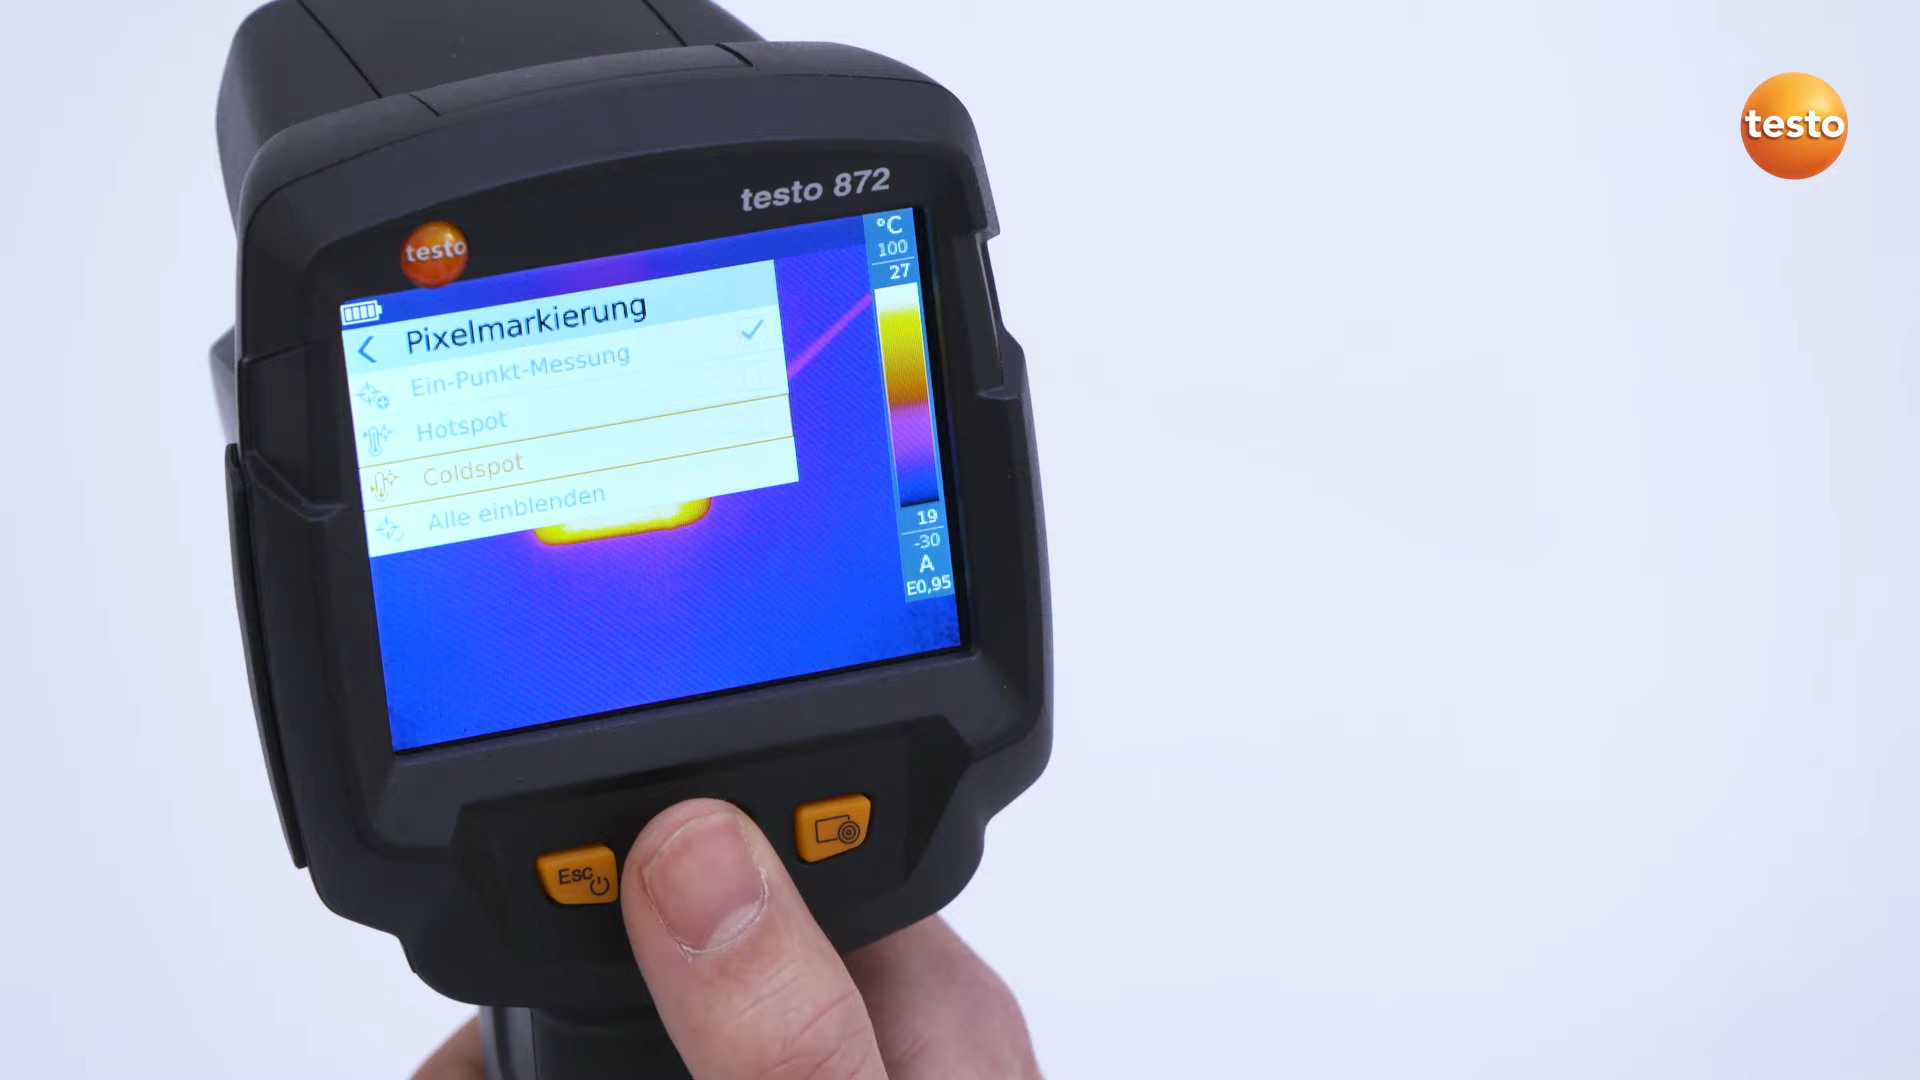 testo
testo 872
testo
°C
100
27
Pixelmarkierung
Ein-Punkt-Messung
Hotspot
Coldspot
Alle einblenden
19
-30
A
E0,95
Esc